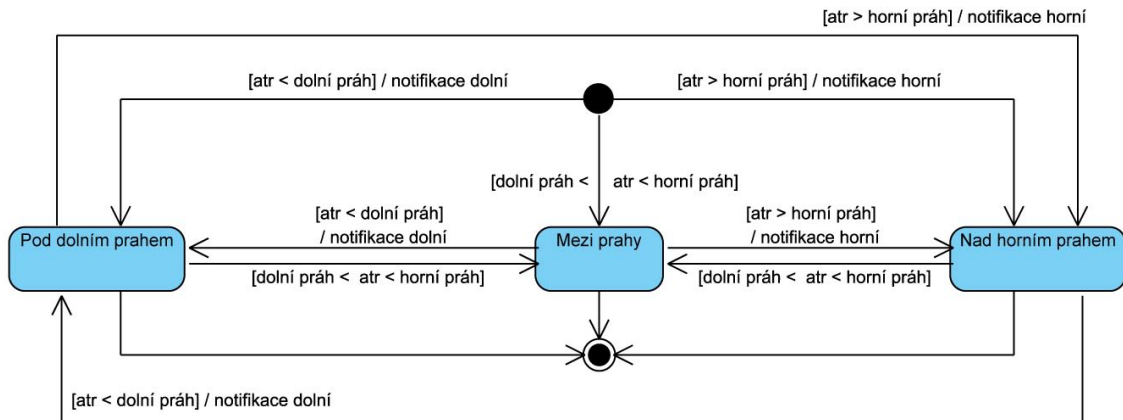 [atr > horní práh] / notifikace horní
[atr < dolní práh] / notifikace dolní
[atr > horní práh] / notifikace horní
[dolní práh < atr < horní práh]
[atr < dolní práh]
/ notifikace dolní
[atr > horní práh]
/ notifikace horní
Pod dolním prahem
Mezi prahy
Nad horním prahem
[dolní práh < atr < horní práh]
[dolní práh < atr < horní práh]
[atr < dolní práh] / notifikace dolní